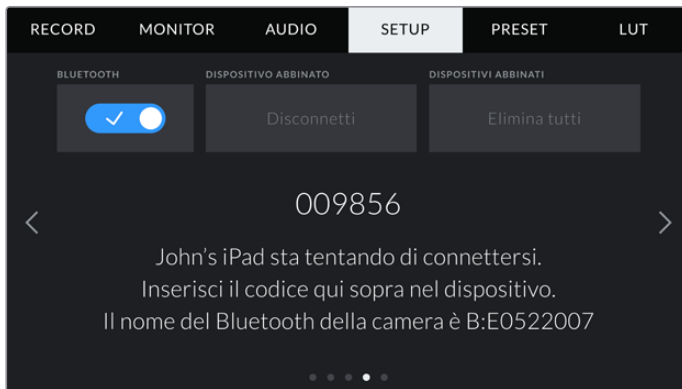 RECORD MONITOR AUDIO SETUP PRESET LUT
BLUETOOTH DISPOSITIVO ABBINATO DISPOSITIVI ABBINATI
Disconnetti Elimina tutti
009856
John's iPad sta tentando di connettersi.
Inserisci il codice qui sopra nel dispositivo.
Il nome del Bluetooth della camera è B:E0522007